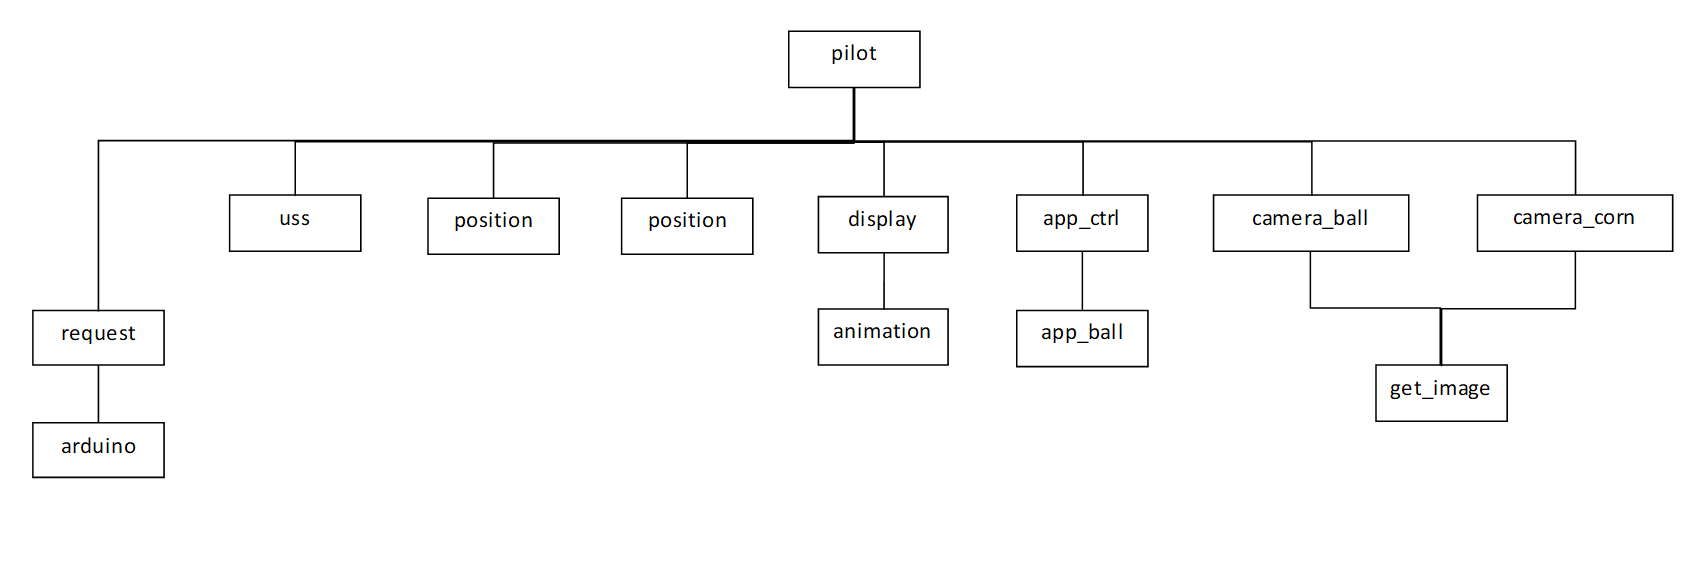 pilot
uss
position
position
display
app_ctrl
camera_ball
camera_corn
request
animation
app_ball
get_image
arduino